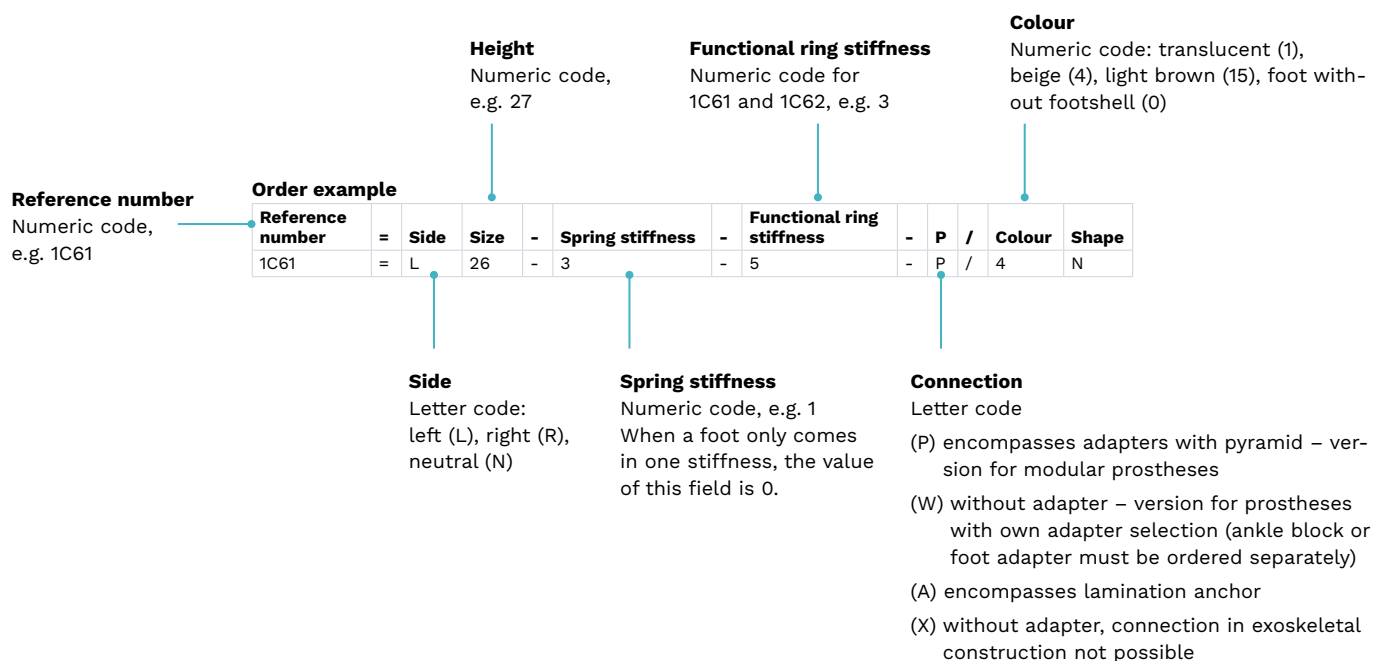 Colour
Numeric code: translucent (1),
beige (4), light brown (15), foot with-
out footshell (0)
Height
Numeric code,
e.g. 27
Functional ring stiffness
Numeric code for
1C61 and 1C62, e.g. 3
Reference number
Numeric code,
e.g. 1C61
Order example
Reference number = Side Size - Spring stiffness - Functional ring stiffness - P / Colour Shape
1C61 = L 26 - 3 - 5 - P / 4 N
Side
Letter code:
left (L), right (R),
neutral (N)
Spring stiffness
Numeric code, e.g. 1
When a foot only comes
in one stiffness, the value
of this field is 0.
Connection
Letter code
(P) encompasses adapters with pyramid – ver-
sion for modular prostheses
(W) without adapter – version for prostheses
with own adapter selection (ankle block or
foot adapter must be ordered separately)
(A) encompasses lamination anchor
(X) without adapter, connection in exoskeletal
construction not possible